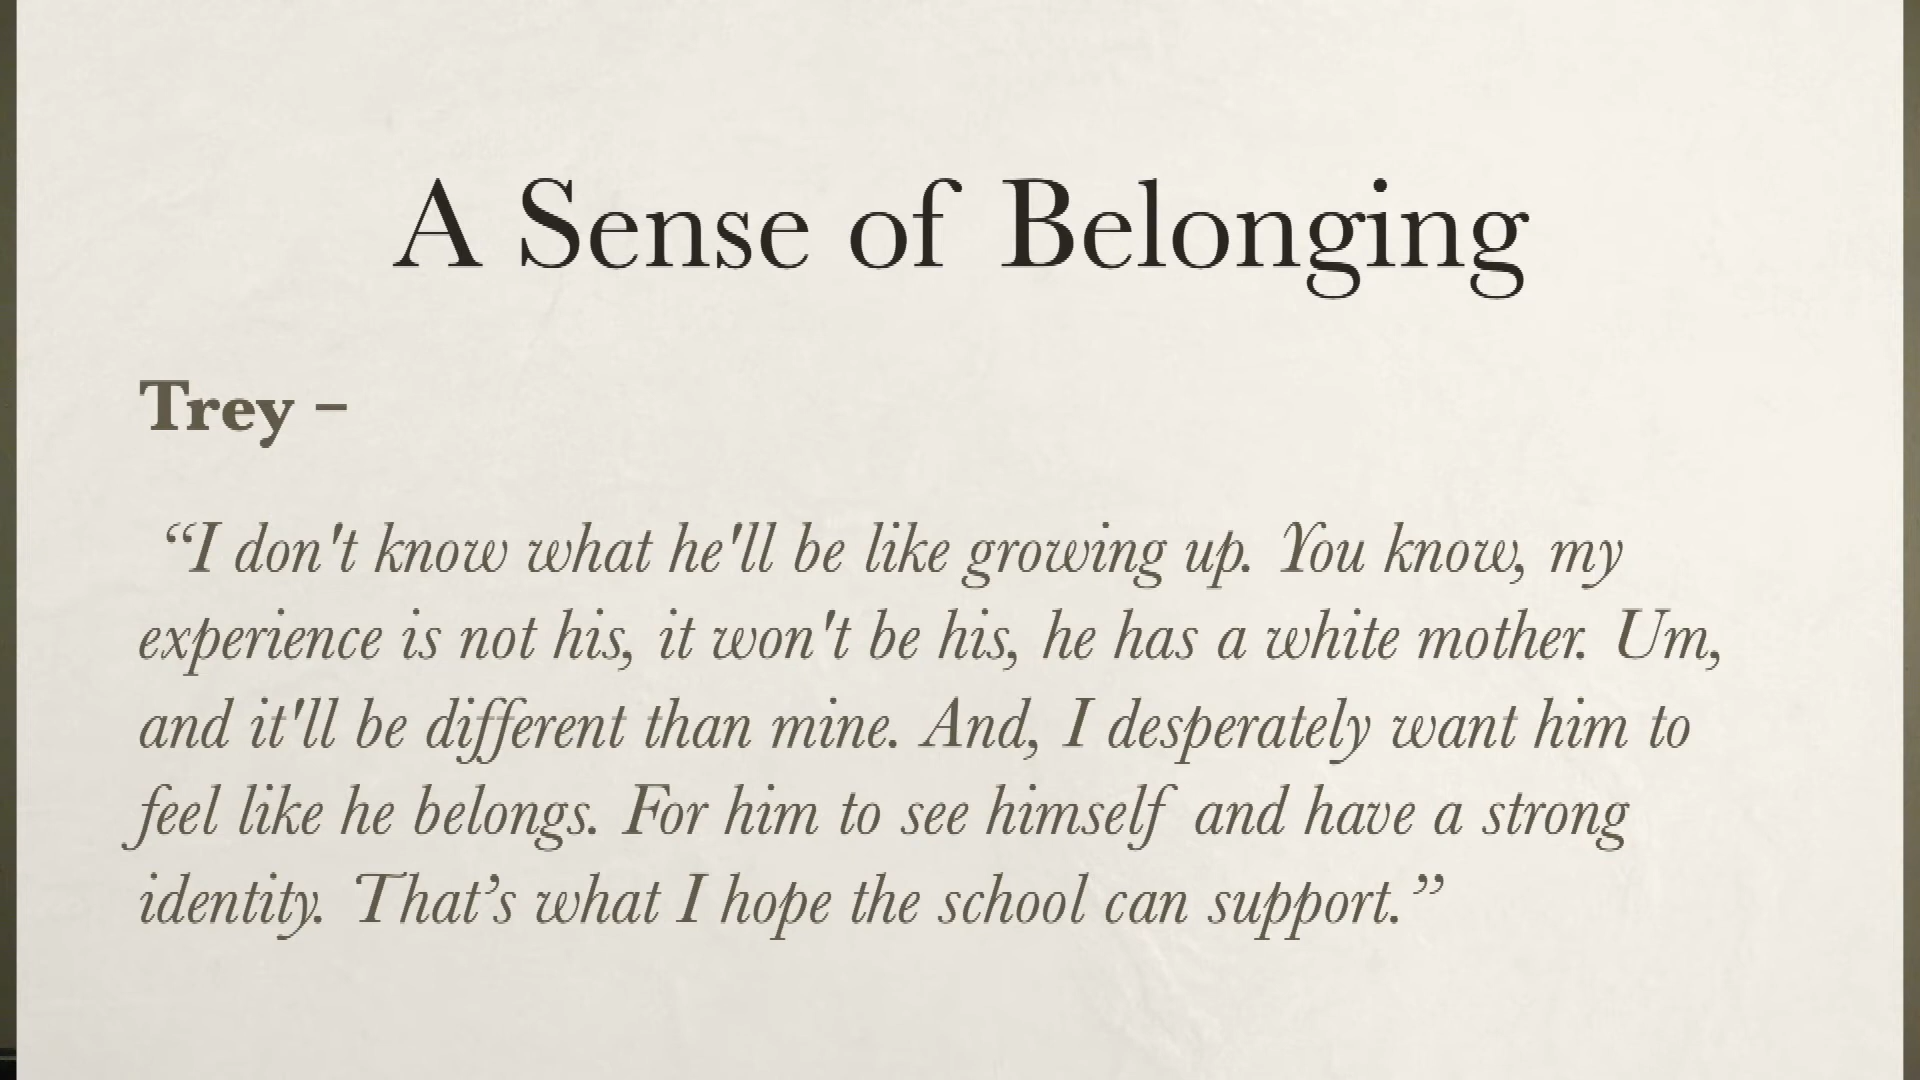 A Sense of Belonging
Trey –
“I don't know what he'll be like growing up. You know, my
experience is not his, it won't be his, he has a white mother. Um,
and it'll be different than mine. And, I desperately want him to
feel like he belongs. For him to see himself and have a strong
identity. That’s what I hope the school can support.”